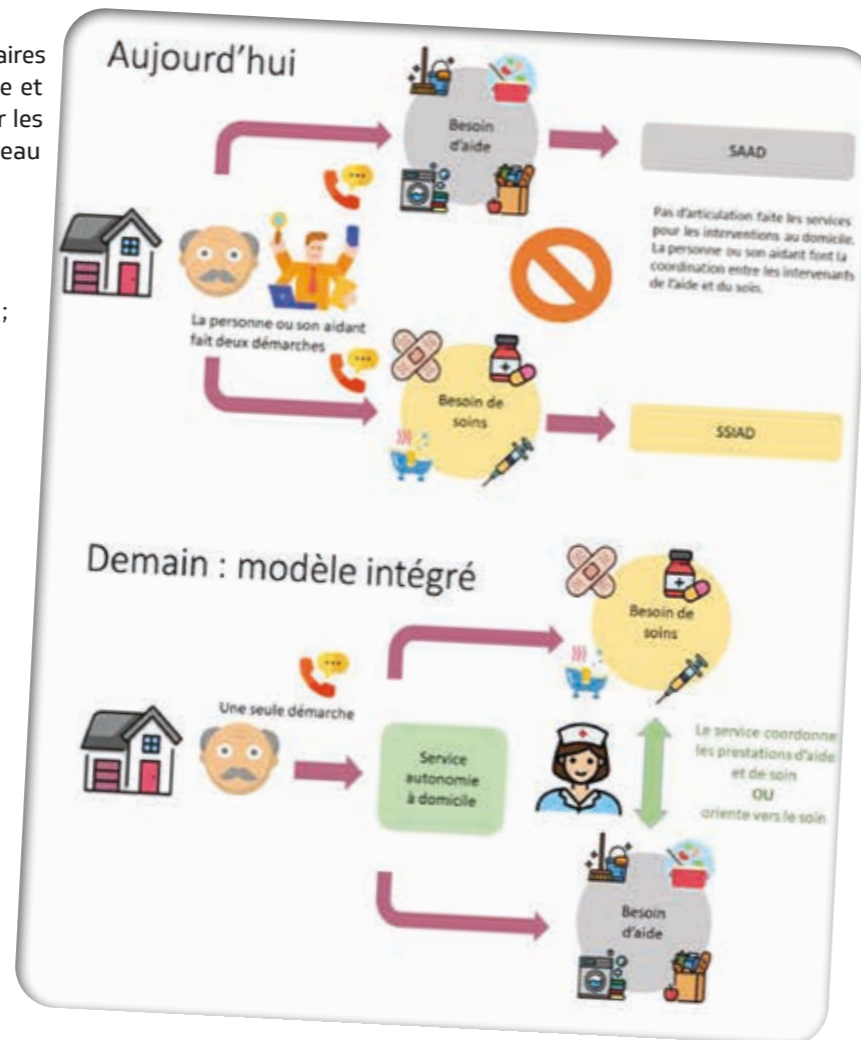 aires
e et
r les
eau
;
Aujourd'hui
Besoin
d'aide
SAAD
Pas d'articulation faite les services
pour les interventions au domicile.
La personne ou son aidant font la
coordination entre les intervenants
de l'aide et du soin.
La personne ou son aidant
fait deux démarches
Besoin de
soins
SSIAD
Demain : modèle intégré
Besoin de
soins
Une seule démarche
Service
autonomie
à domicile
Le service coordonne
les prestations d'aide
et de soin
OU
oriente vers le soin
Besoin
d'aide